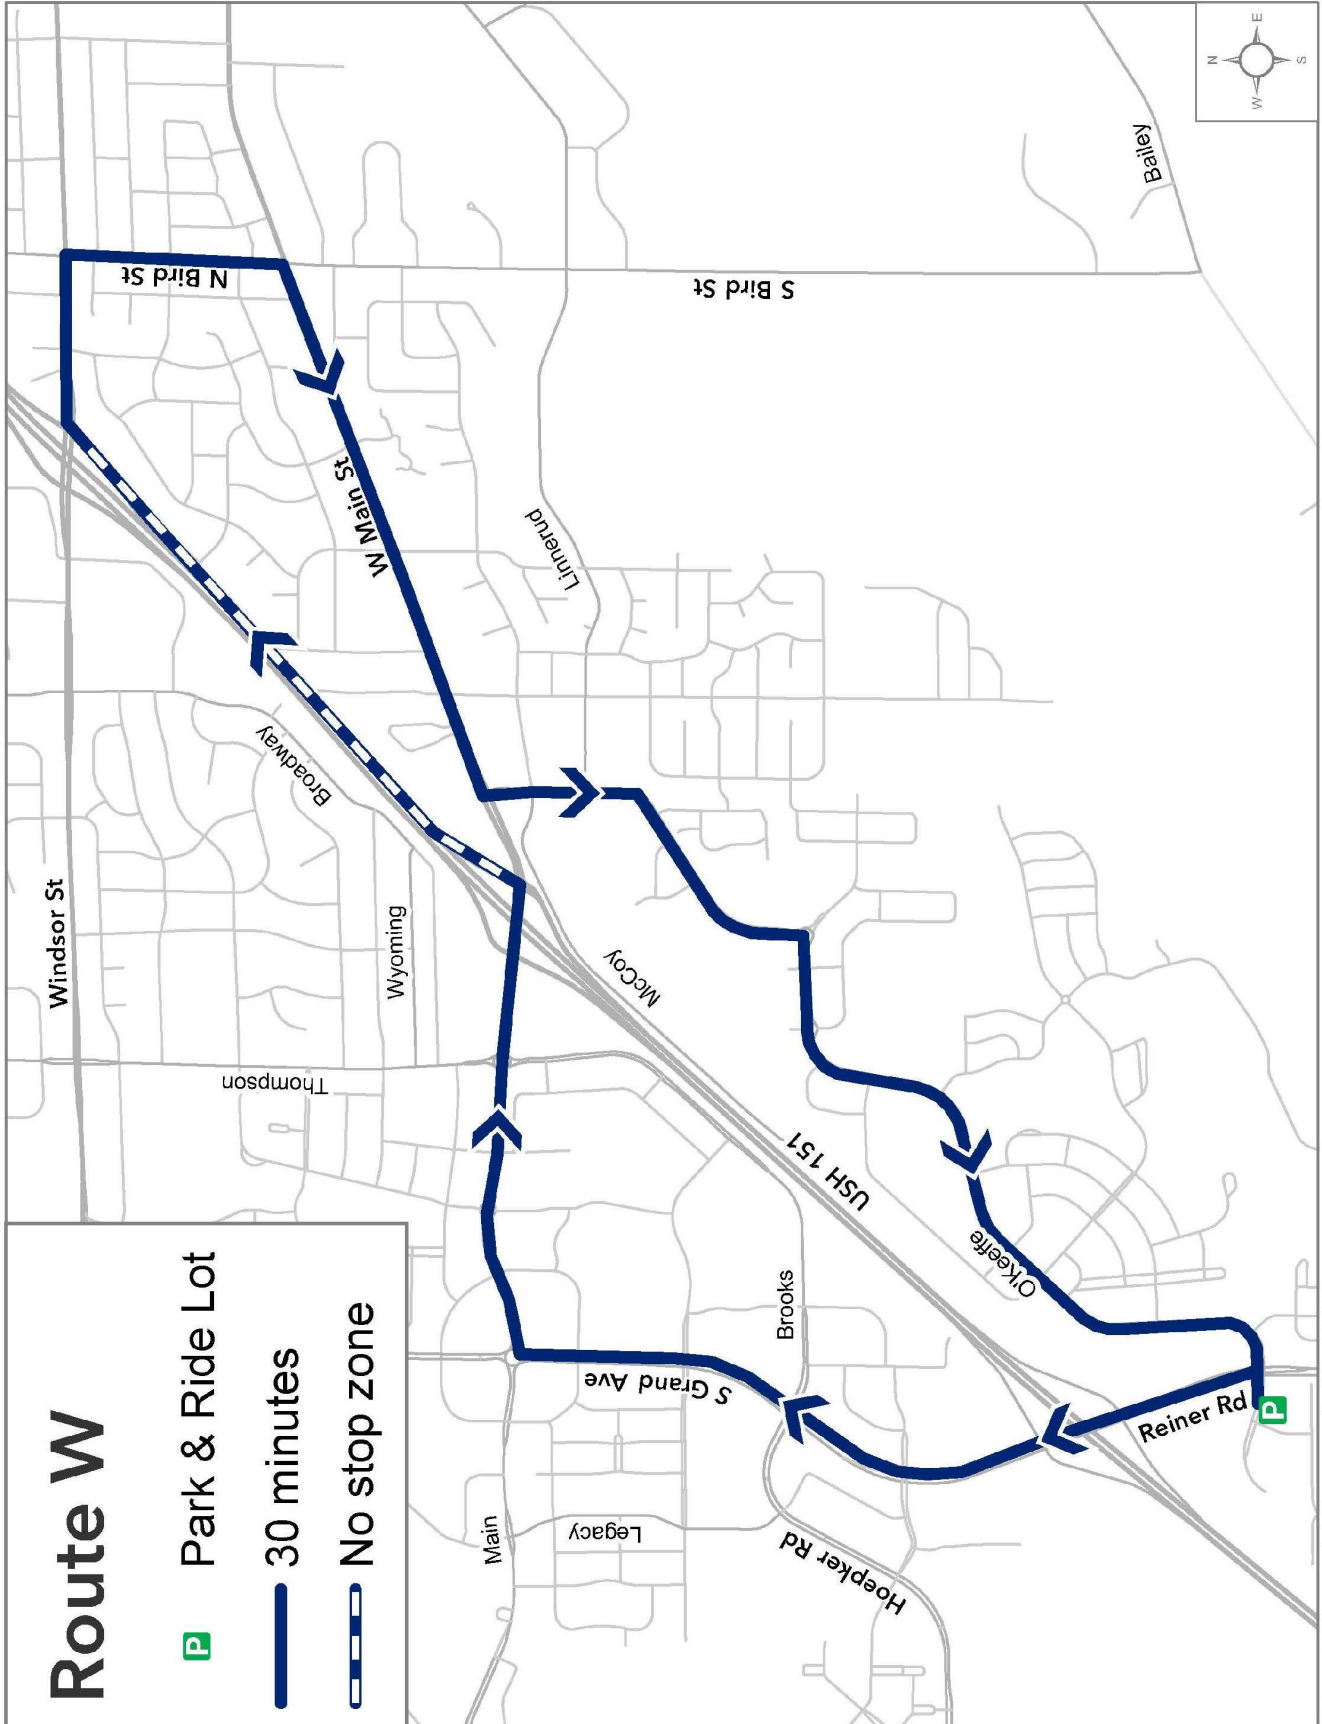 Route W
P Park & Ride Lot
30 minutes
No stop zone
Windsor St
N Bird St
S Bird St
W Main St
Linnerud
Bailey
Broadway
Wyoming
Thompson
McCoy
USH 151
O'Keeffe
Brooks
S Grand Ave
Main
Legacy
Hoepker Rd
Reiner Rd
P
N
W
E
S